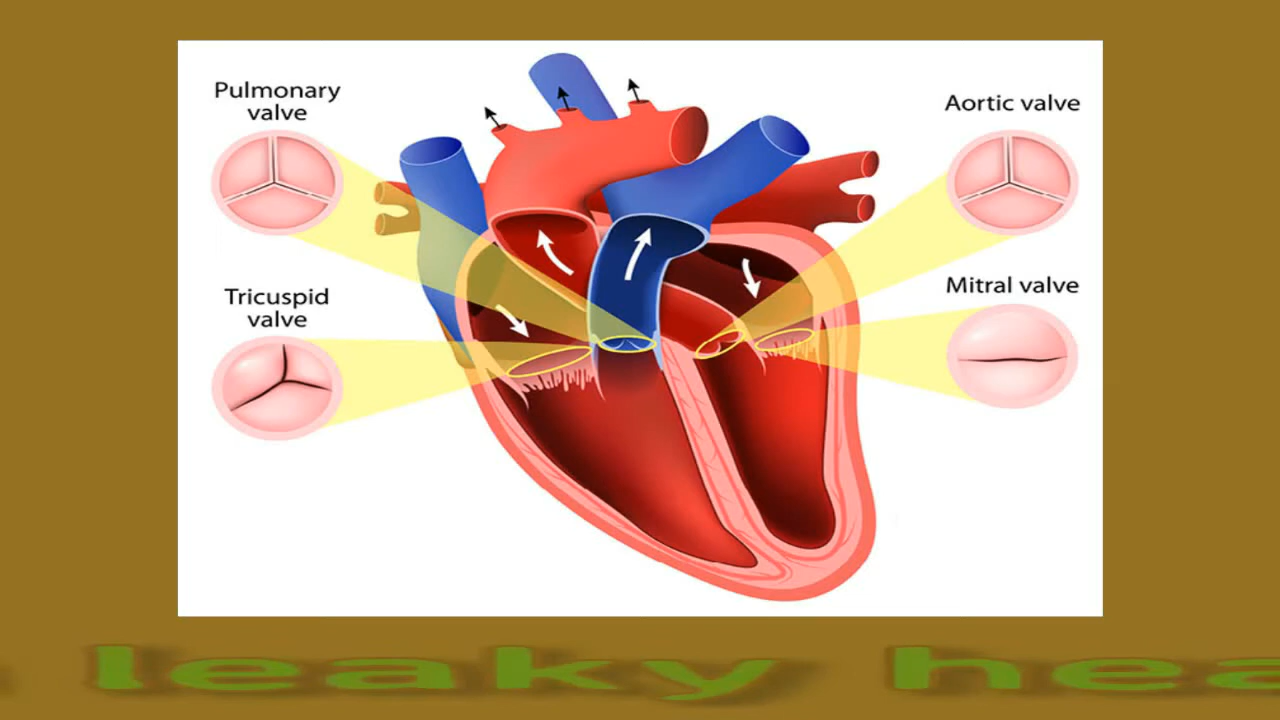 Pulmonary
valve
Aortic valve
Tricuspid
valve
Mitral valve
leaky